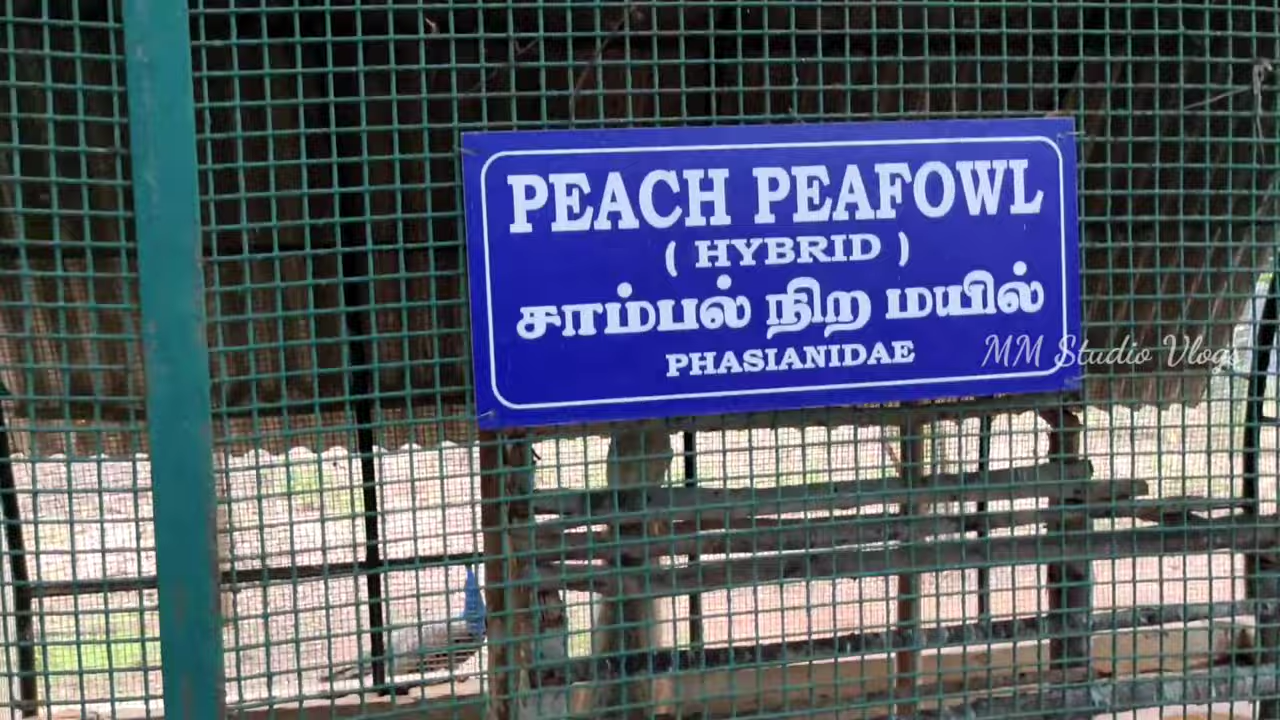 PEACH PEAFOWL
( HYBRID )
சாம்பல் நிற மயில்
PHASIANIDAE
MM Studio Vlogs